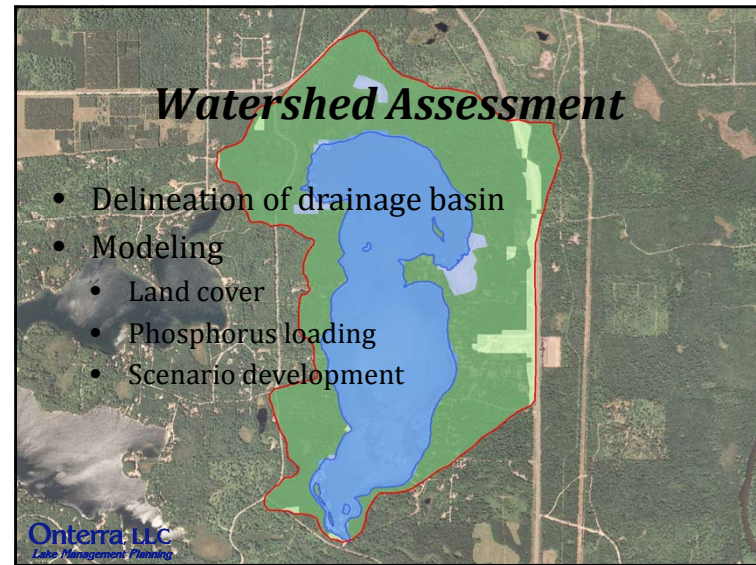 Watershed Assessment
• Delineation of drainage basin
• Modeling
• Land cover
• Phosphorus loading
• Scenario development
Onterra, LLC
Lake Management Planning